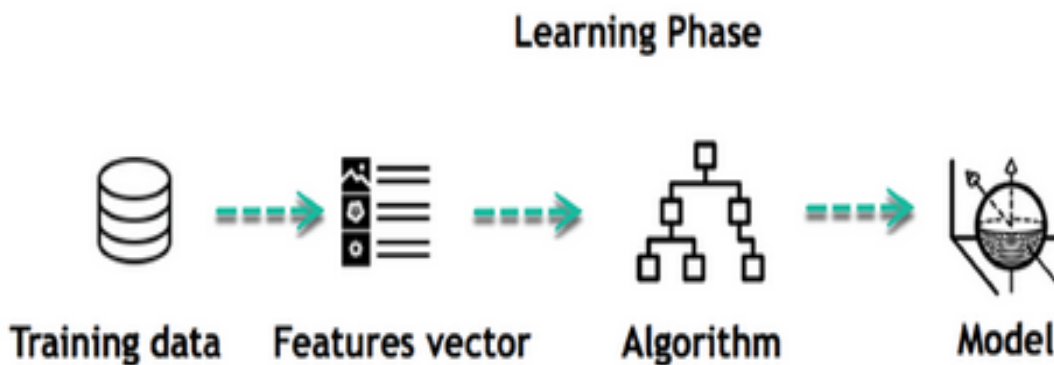 Learning Phase
Training data
Features vector
Algorithm
Model